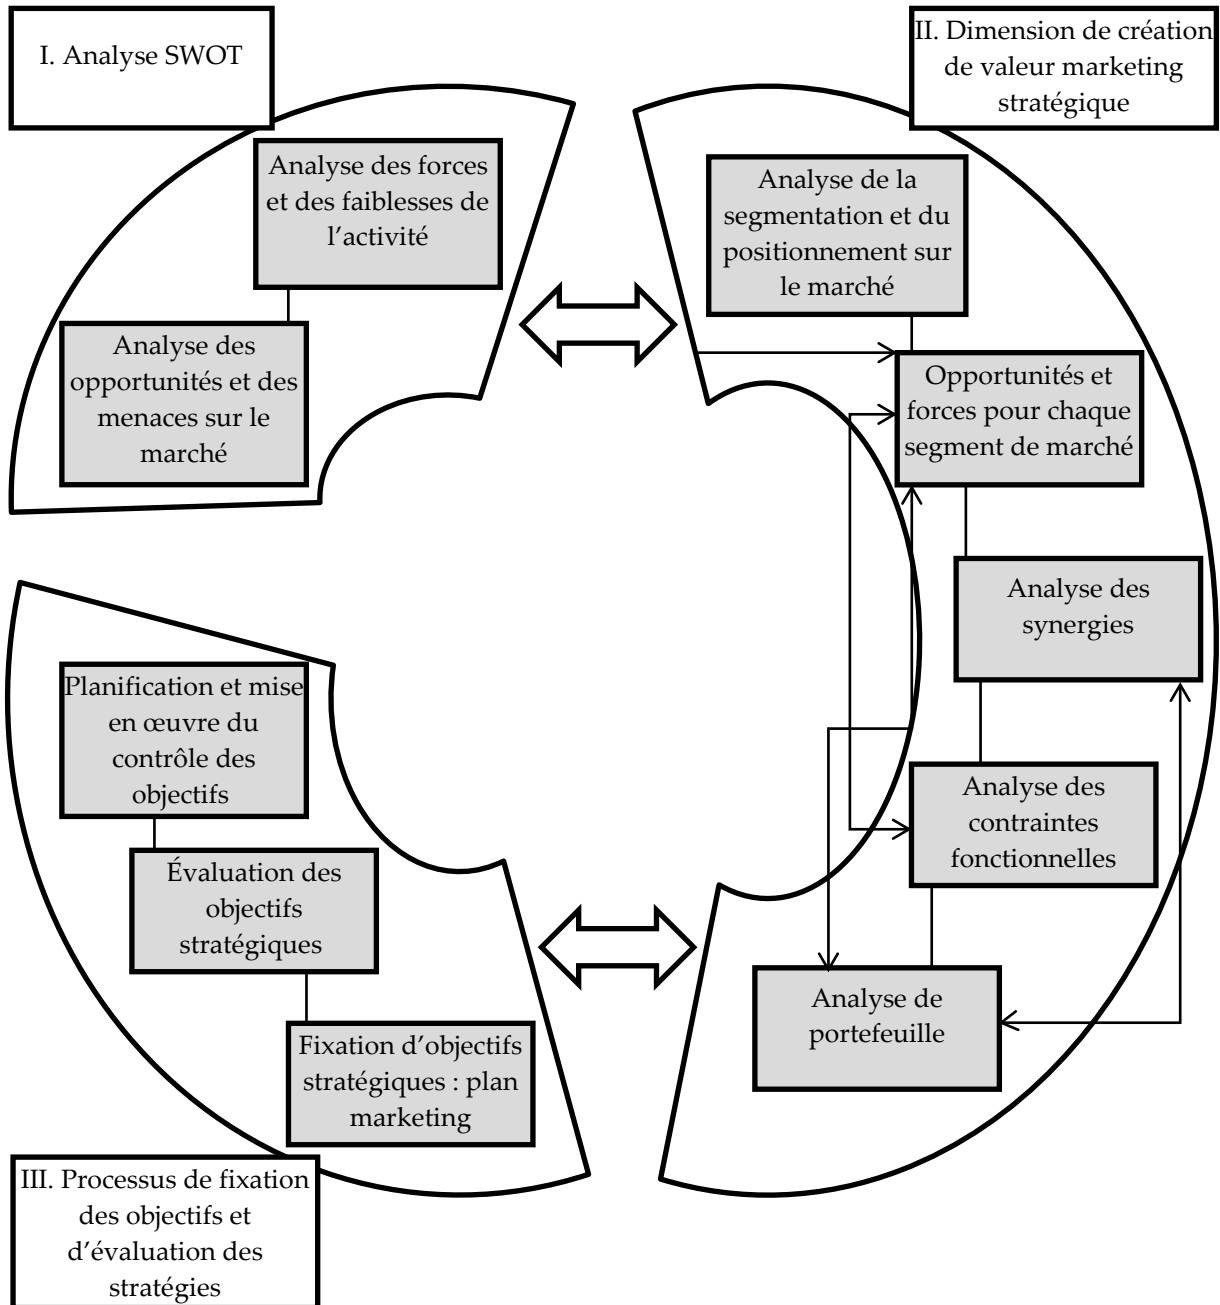 I. Analyse SWOT
Analyse des forces
et des faiblesses de
l’activité
Analyse des
opportunités et des
menaces sur le
marché
II. Dimension de création
de valeur marketing
stratégique
Analyse de la
segmentation et du
positionnement sur
le marché
Opportunités et
forces pour chaque
segment de marché
Analyse des
synergies
Analyse des
contraintes
fonctionnelles
Analyse de
portefeuille
Planification et mise
en œuvre du
contrôle des
objectifs
Évaluation des
objectifs
stratégiques
Fixation d’objectifs
stratégiques : plan
marketing
III. Processus de fixation
des objectifs et
d’évaluation des
stratégies